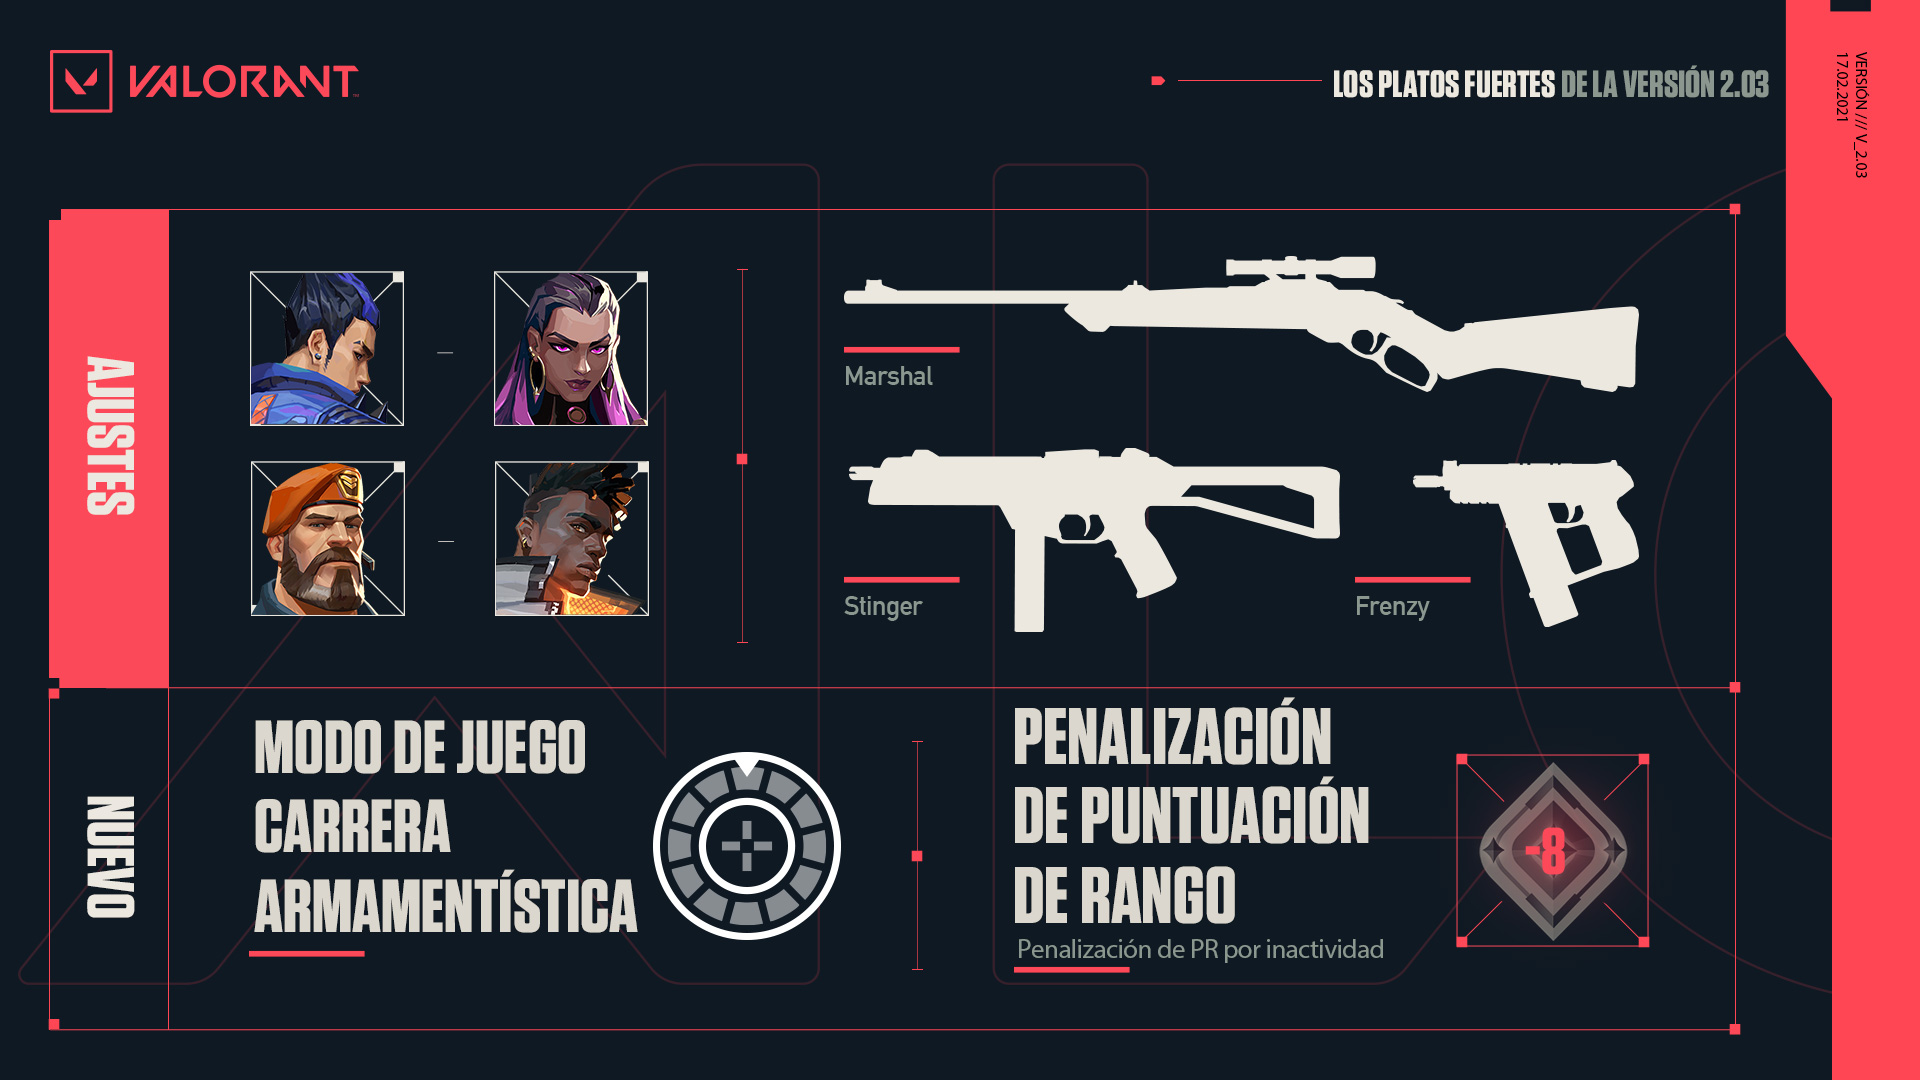 VALORANT
LOS PLATOS FUERTES DE LA VERSIÓN 2.03
VERSIÓN /// V_2.03
17.02.2021
AJUSTES
Marshal
Stinger
Frenzy
NUEVO
MODO DE JUEGO
CARRERA
ARMAMENTÍSTICA
PENALIZACIÓN
DE PUNTUACIÓN
DE RANGO
Penalización de PR por inactividad
-8